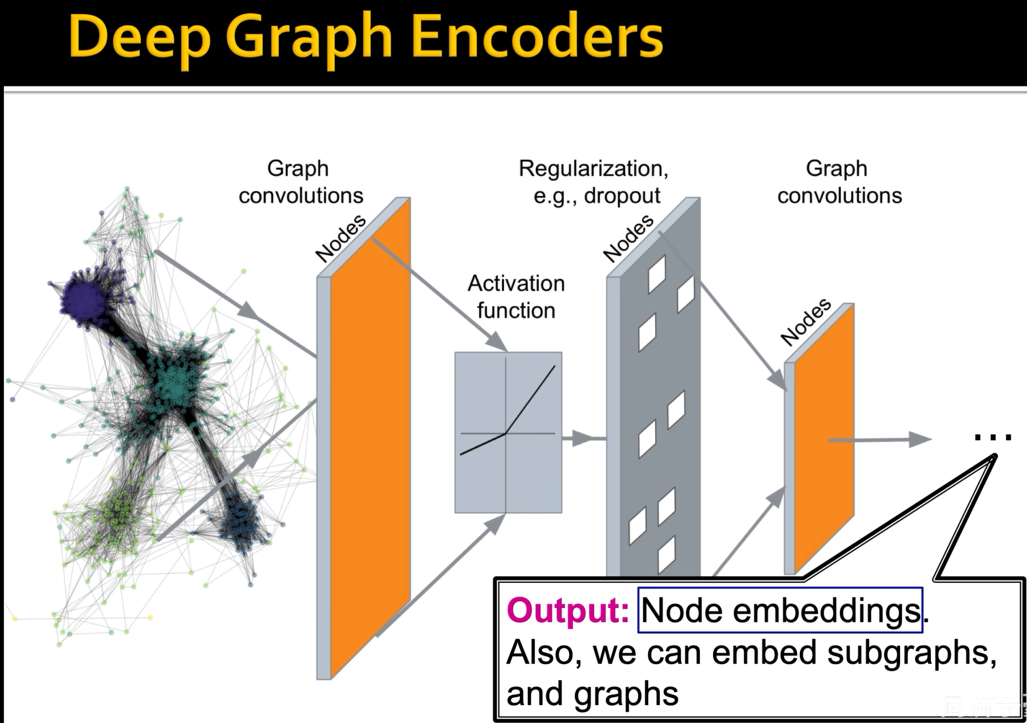 Deep Graph Encoders
Graph
convolutions
Regularization,
e.g., dropout
Graph
convolutions
Nodes
Nodes
Activation
function
Nodes
...
Output: Node embeddings.
Also, we can embed subgraphs,
and graphs